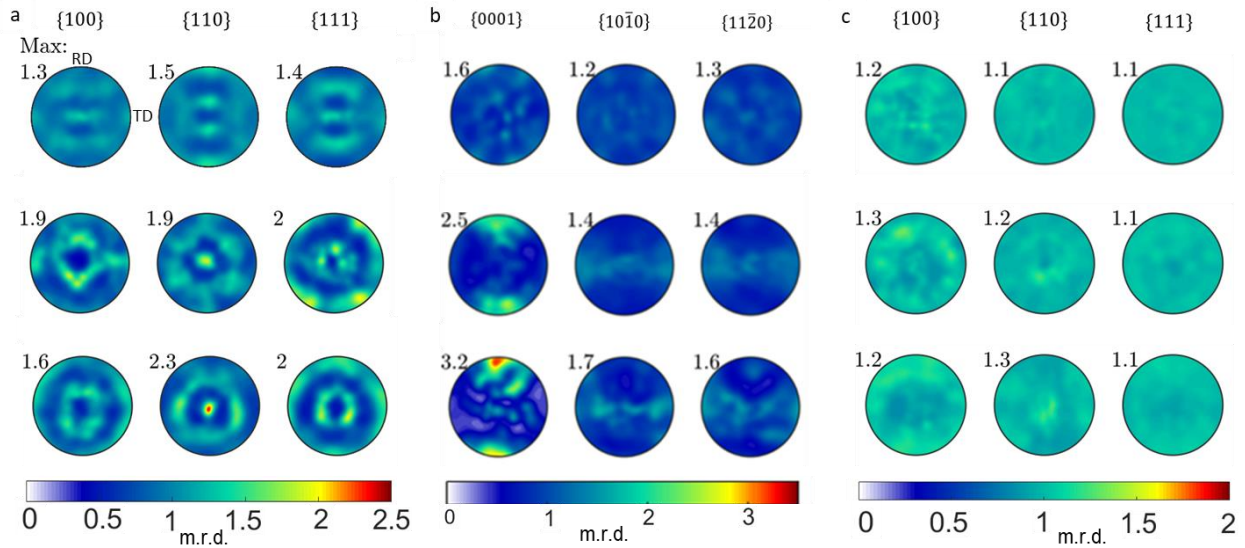 a {100} {110} {111} b {0001} {101̅0} {112̅0} c {100} {110} {111}
Max:
RD
1.3 1.5 1.4 1.6 1.2 1.3 1.2 1.1 1.1
TD
1.9 1.9 2 2.5 1.4 1.4 1.3 1.2 1.1
1.6 2.3 2 3.2 1.7 1.6 1.2 1.3 1.1
0 0.5 1 1.5 2 2.5 0 1 2 3 0 0.5 1 1.5 2
m.r.d. m.r.d. m.r.d.